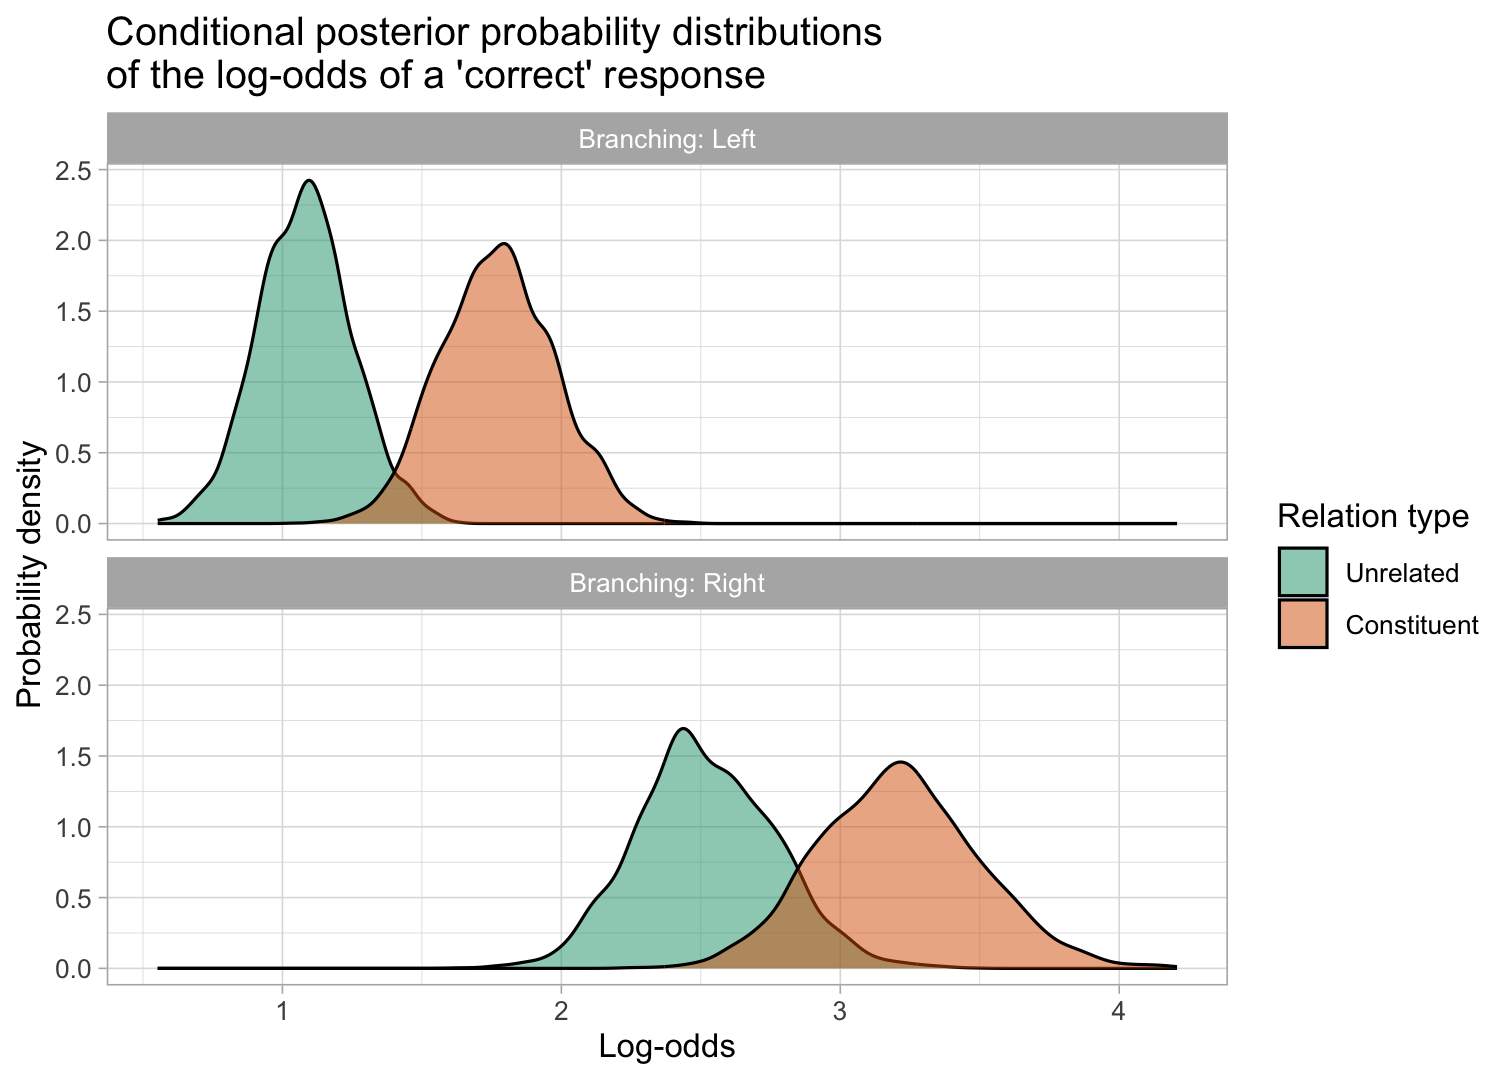 Conditional posterior probability distributions
of the log-odds of a 'correct' response
Branching: Left
2.5
2.0
1.5
1.0
0.5
0.0
Probability density
Branching: Right
2.5
2.0
1.5
1.0
0.5
0.0
1 2 3 4
Log-odds
Relation type
Unrelated
Constituent